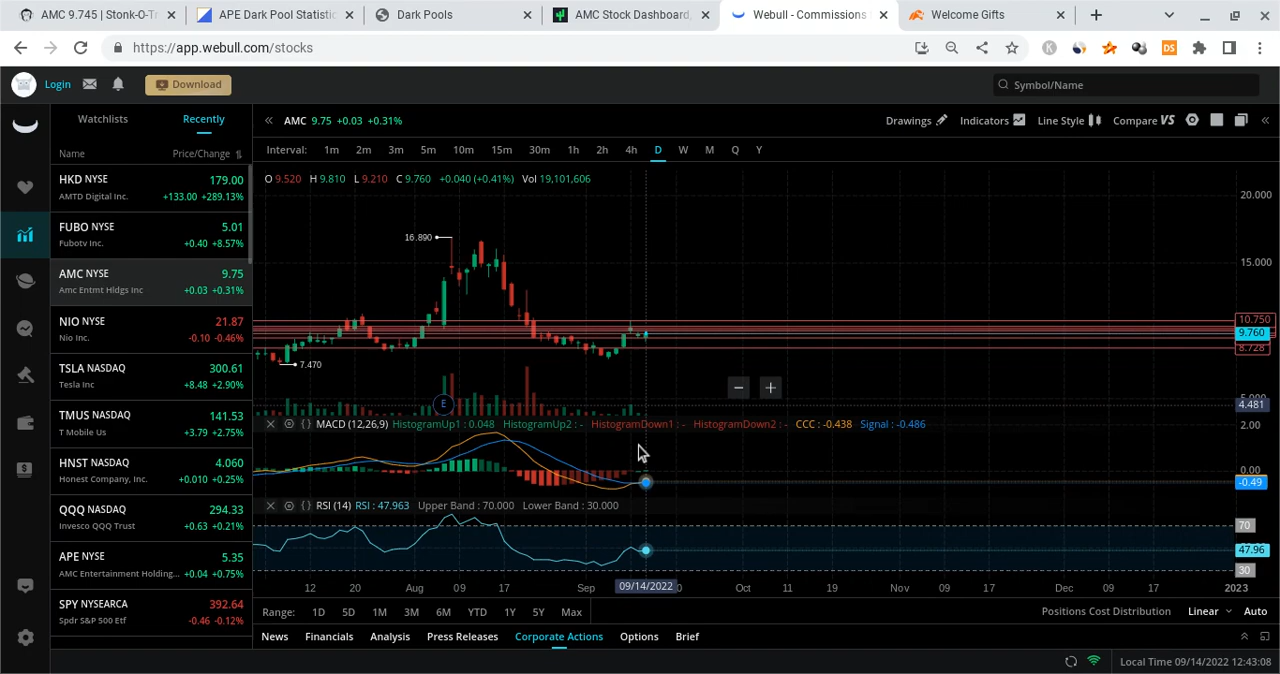 AMC 9.745 | Stonk-O-Tr
APE Dark Pool Statistic
Dark Pools
AMC Stock Dashboard,
Webull - Commissions
Welcome Gifts
https://app.webull.com/stocks
Login
Download
Symbol/Name
Watchlists
Recently
Name
Price/Change
HKD NYSE
179.00
AMTD Digital Inc.
+133.00 +289.13%
FUBO NYSE
5.01
Fubotv Inc.
+0.40 +8.57%
AMC NYSE
9.75
Amc Entmt Hldgs Inc
+0.03 +0.31%
NIO NYSE
21.87
Nio Inc.
-0.10 -0.46%
TSLA NASDAQ
300.61
Tesla Inc
+8.48 +2.90%
TMUS NASDAQ
141.53
T Mobile Us
+3.79 +2.75%
HNST NASDAQ
4.060
Honest Company, Inc.
+0.010 +0.25%
QQQ NASDAQ
294.33
Invesco QQQ Trust
+0.63 +0.21%
APE NYSE
5.35
AMC Entertainment Holding...
+0.04 +0.75%
SPY NYSEARCA
392.64
Spdr S&P 500 Etf
-0.46 -0.12%
AMC 9.75 +0.03 +0.31%
Drawings
Indicators
Line Style
Compare VS
Interval: 1m 2m 3m 5m 10m 15m 30m 1h 2h 4h D W M Q Y
O 9.520 H 9.810 L 9.210 C 9.760 +0.040 (+0.41%) Vol 19,101,606
20.000
16.890
15.000
10.750
9.760
8.728
7.470
E
4.481
MACD (12,26,9) HistogramUp1 : 0.048 HistogramUp2 : - HistogramDown1 : - HistogramDown2 : - CCC : -0.438 Signal : -0.486
2.00
0.00
-0.49
RSI (14) RSI : 47.963 Upper Band : 70.000 Lower Band : 30.000
70
47.96
30
12 20 Aug 09 17 Sep 09/14/2022 0 Oct 11 19 Nov 09 17 Dec 09 17 2023
Range: 1D 5D 1M 3M 6M YTD 1Y 5Y Max
Positions Cost Distribution
Linear
Auto
News Financials Analysis Press Releases Corporate Actions Options Brief
Local Time 09/14/2022 12:43:08